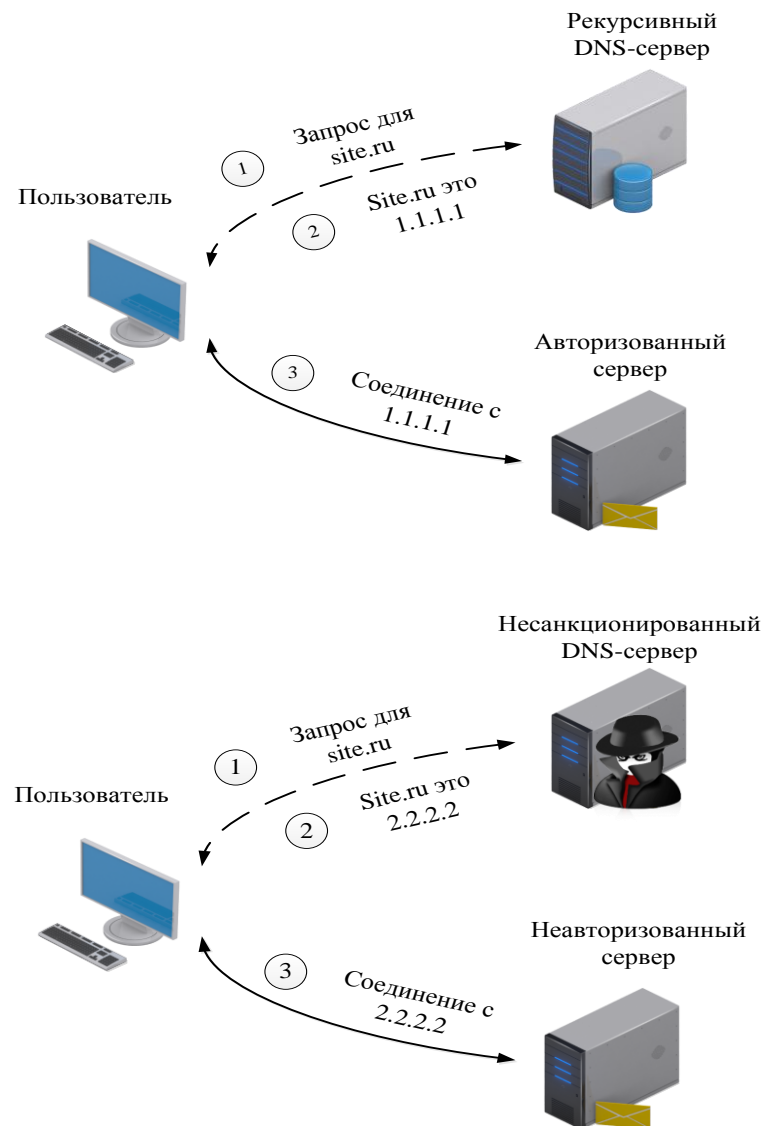 Рекурсивный
DNS-сервер
Запрос для
site.ru
1
Пользователь
Site.ru это
1.1.1.1
2
Авторизованный
сервер
3
Соединение с
1.1.1.1
Несанкционированный
DNS-сервер
Запрос для
site.ru
1
Пользователь
Site.ru это
2.2.2.2
2
Неавторизованный
сервер
3
Соединение с
2.2.2.2